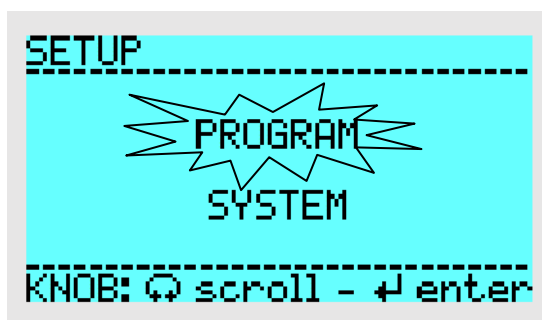 SETUP
PROGRAM
SYSTEM
KNOB: ↻ scroll - ↵ enter